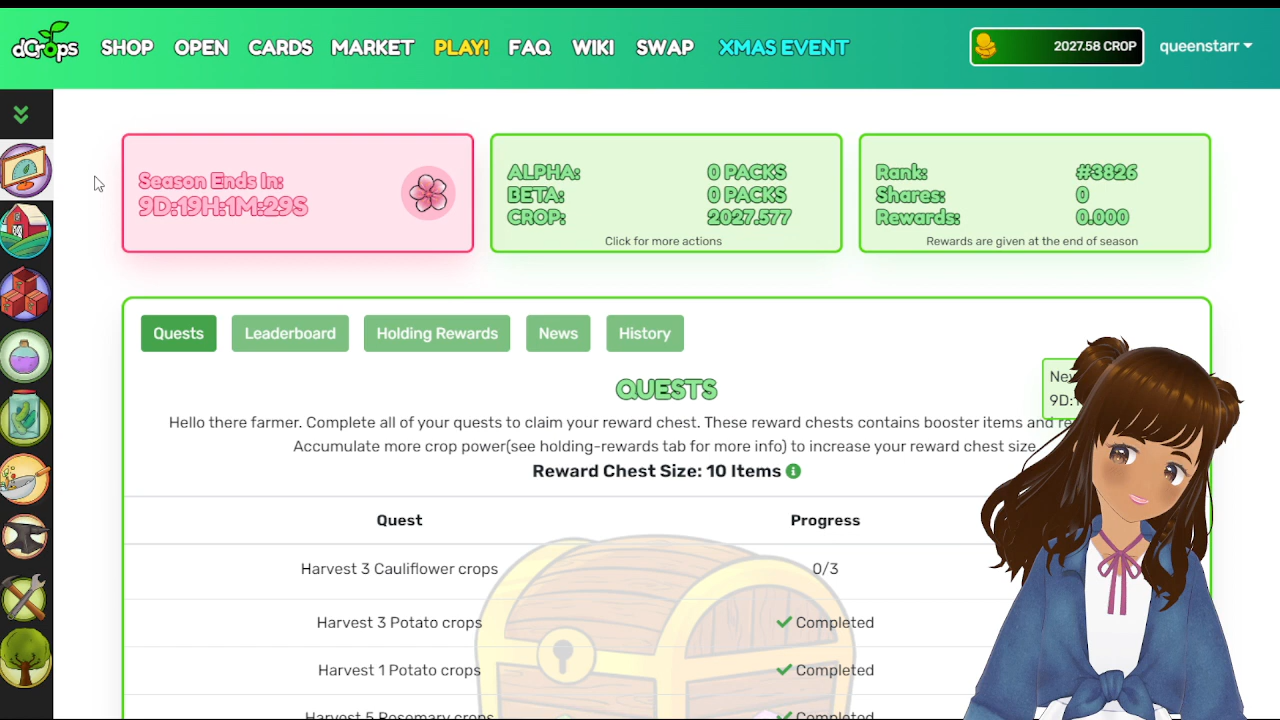 dCrops SHOP OPEN CARDS MARKET PLAY! FAQ WIKI SWAP XMAS EVENT 2027.58 CROP queenstarr
Season Ends In:
9D:19H:1M:29S
ALPHA: 0 PACKS
BETA: 0 PACKS
CROP: 2027.577
Click for more actions
Rank: #3826
Shares: 0
Rewards: 0.000
Rewards are given at the end of season
Quests Leaderboard Holding Rewards News History
QUESTS
Hello there farmer. Complete all of your quests to claim your reward chest. These reward chests contains booster items and
Accumulate more crop power(see holding-rewards tab for more info) to increase your reward chest size.
Reward Chest Size: 10 Items
9D:
Quest Progress
Harvest 3 Cauliflower crops 0/3
Harvest 3 Potato crops Completed
Harvest 1 Potato crops Completed
Harvest 5 Rosemary crops Completed